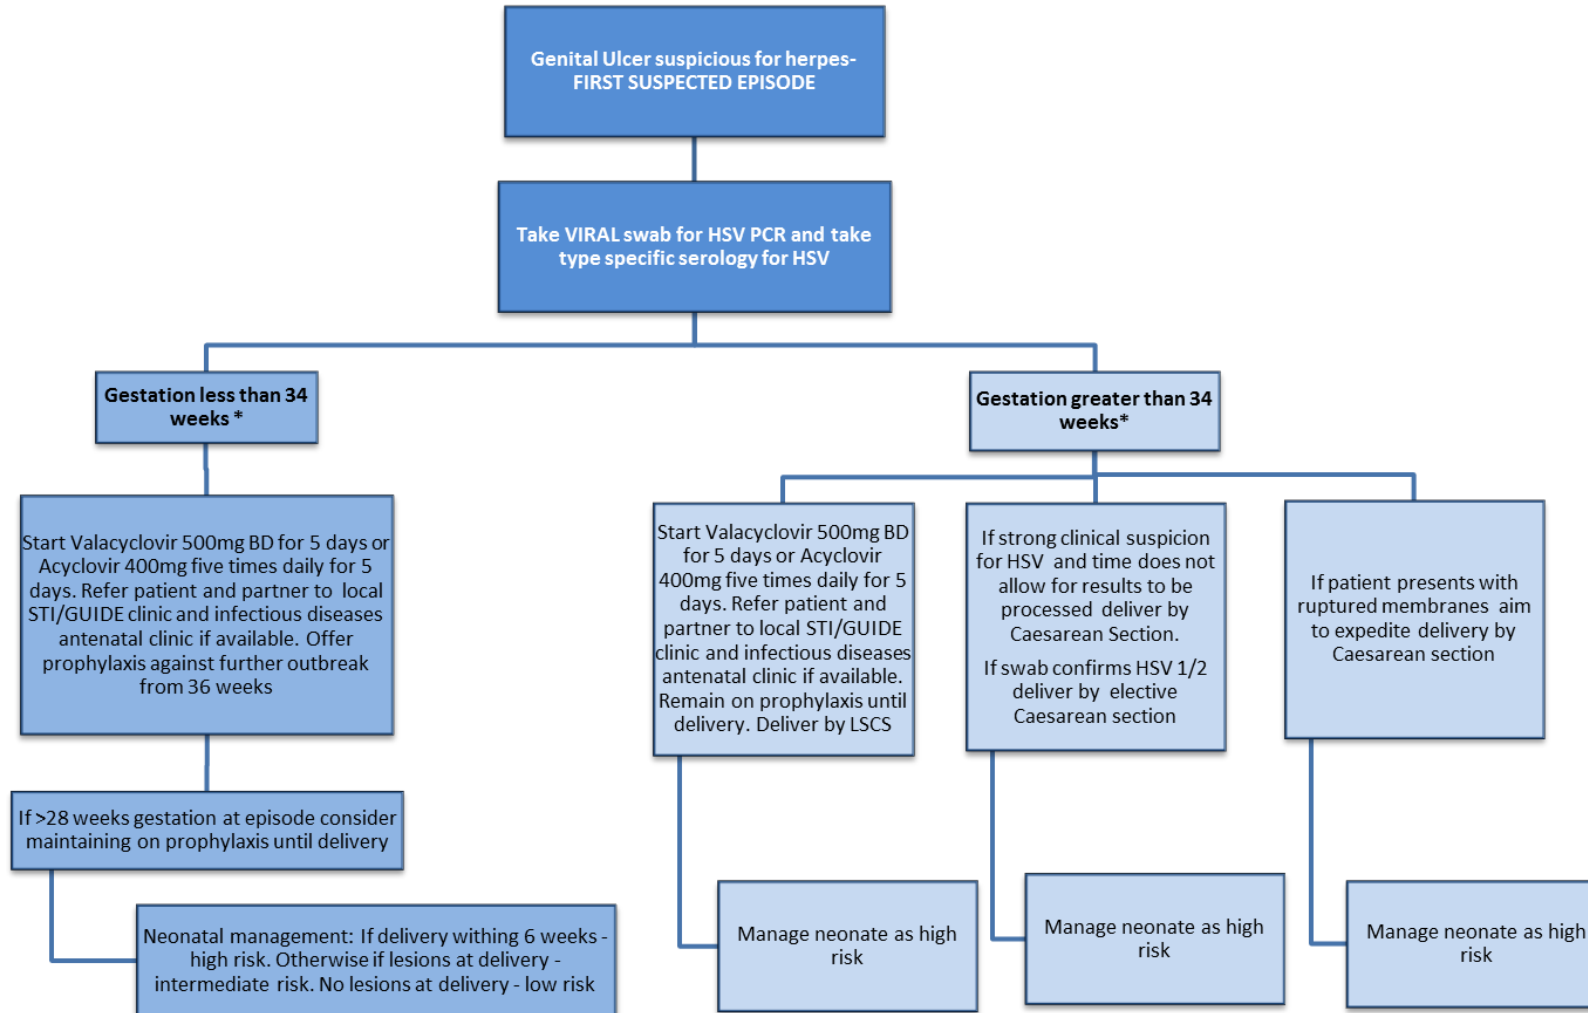 Genital Ulcer suspicious for herpes-
FIRST SUSPECTED EPISODE
Take VIRAL swab for HSV PCR and take
type specific serology for HSV
Gestation less than 34
weeks *
Start Valacyclovir 500mg BD for 5 days or
Acyclovir 400mg five times daily for 5
days. Refer patient and partner to local
STI/GUIDE clinic and infectious diseases
antenatal clinic if available. Offer
prophylaxis against further outbreak
from 36 weeks
If >28 weeks gestation at episode consider
maintaining on prophylaxis until delivery
Neonatal management: If delivery withing 6 weeks -
high risk. Otherwise if lesions at delivery -
intermediate risk. No lesions at delivery - low risk
Gestation greater than 34
weeks*
Start Valacyclovir 500mg BD
for 5 days or Acyclovir
400mg five times daily for 5
days. Refer patient and
partner to local STI/GUIDE
clinic and infectious diseases
antenatal clinic if available.
Remain on prophylaxis until
delivery. Deliver by LSCS
Manage neonate as high
risk
If strong clinical suspicion
for HSV and time does not
allow for results to be
processed deliver by
Caesarean Section.
If swab confirms HSV 1/2
deliver by elective
Caesarean section
Manage neonate as high
risk
If patient presents with
ruptured membranes aim
to expedite delivery by
Caesarean section
Manage neonate as high
risk